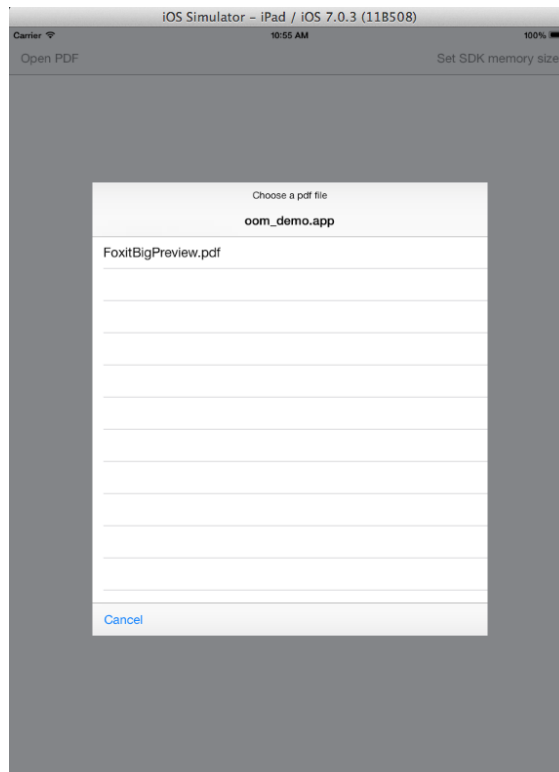 iOS Simulator - iPad / iOS 7.0.3 (11B508)
Carrier 10:55 AM 100%
Open PDF Set SDK memory size
Choose a pdf file
oom_demo.app
FoxitBigPreview.pdf
Cancel